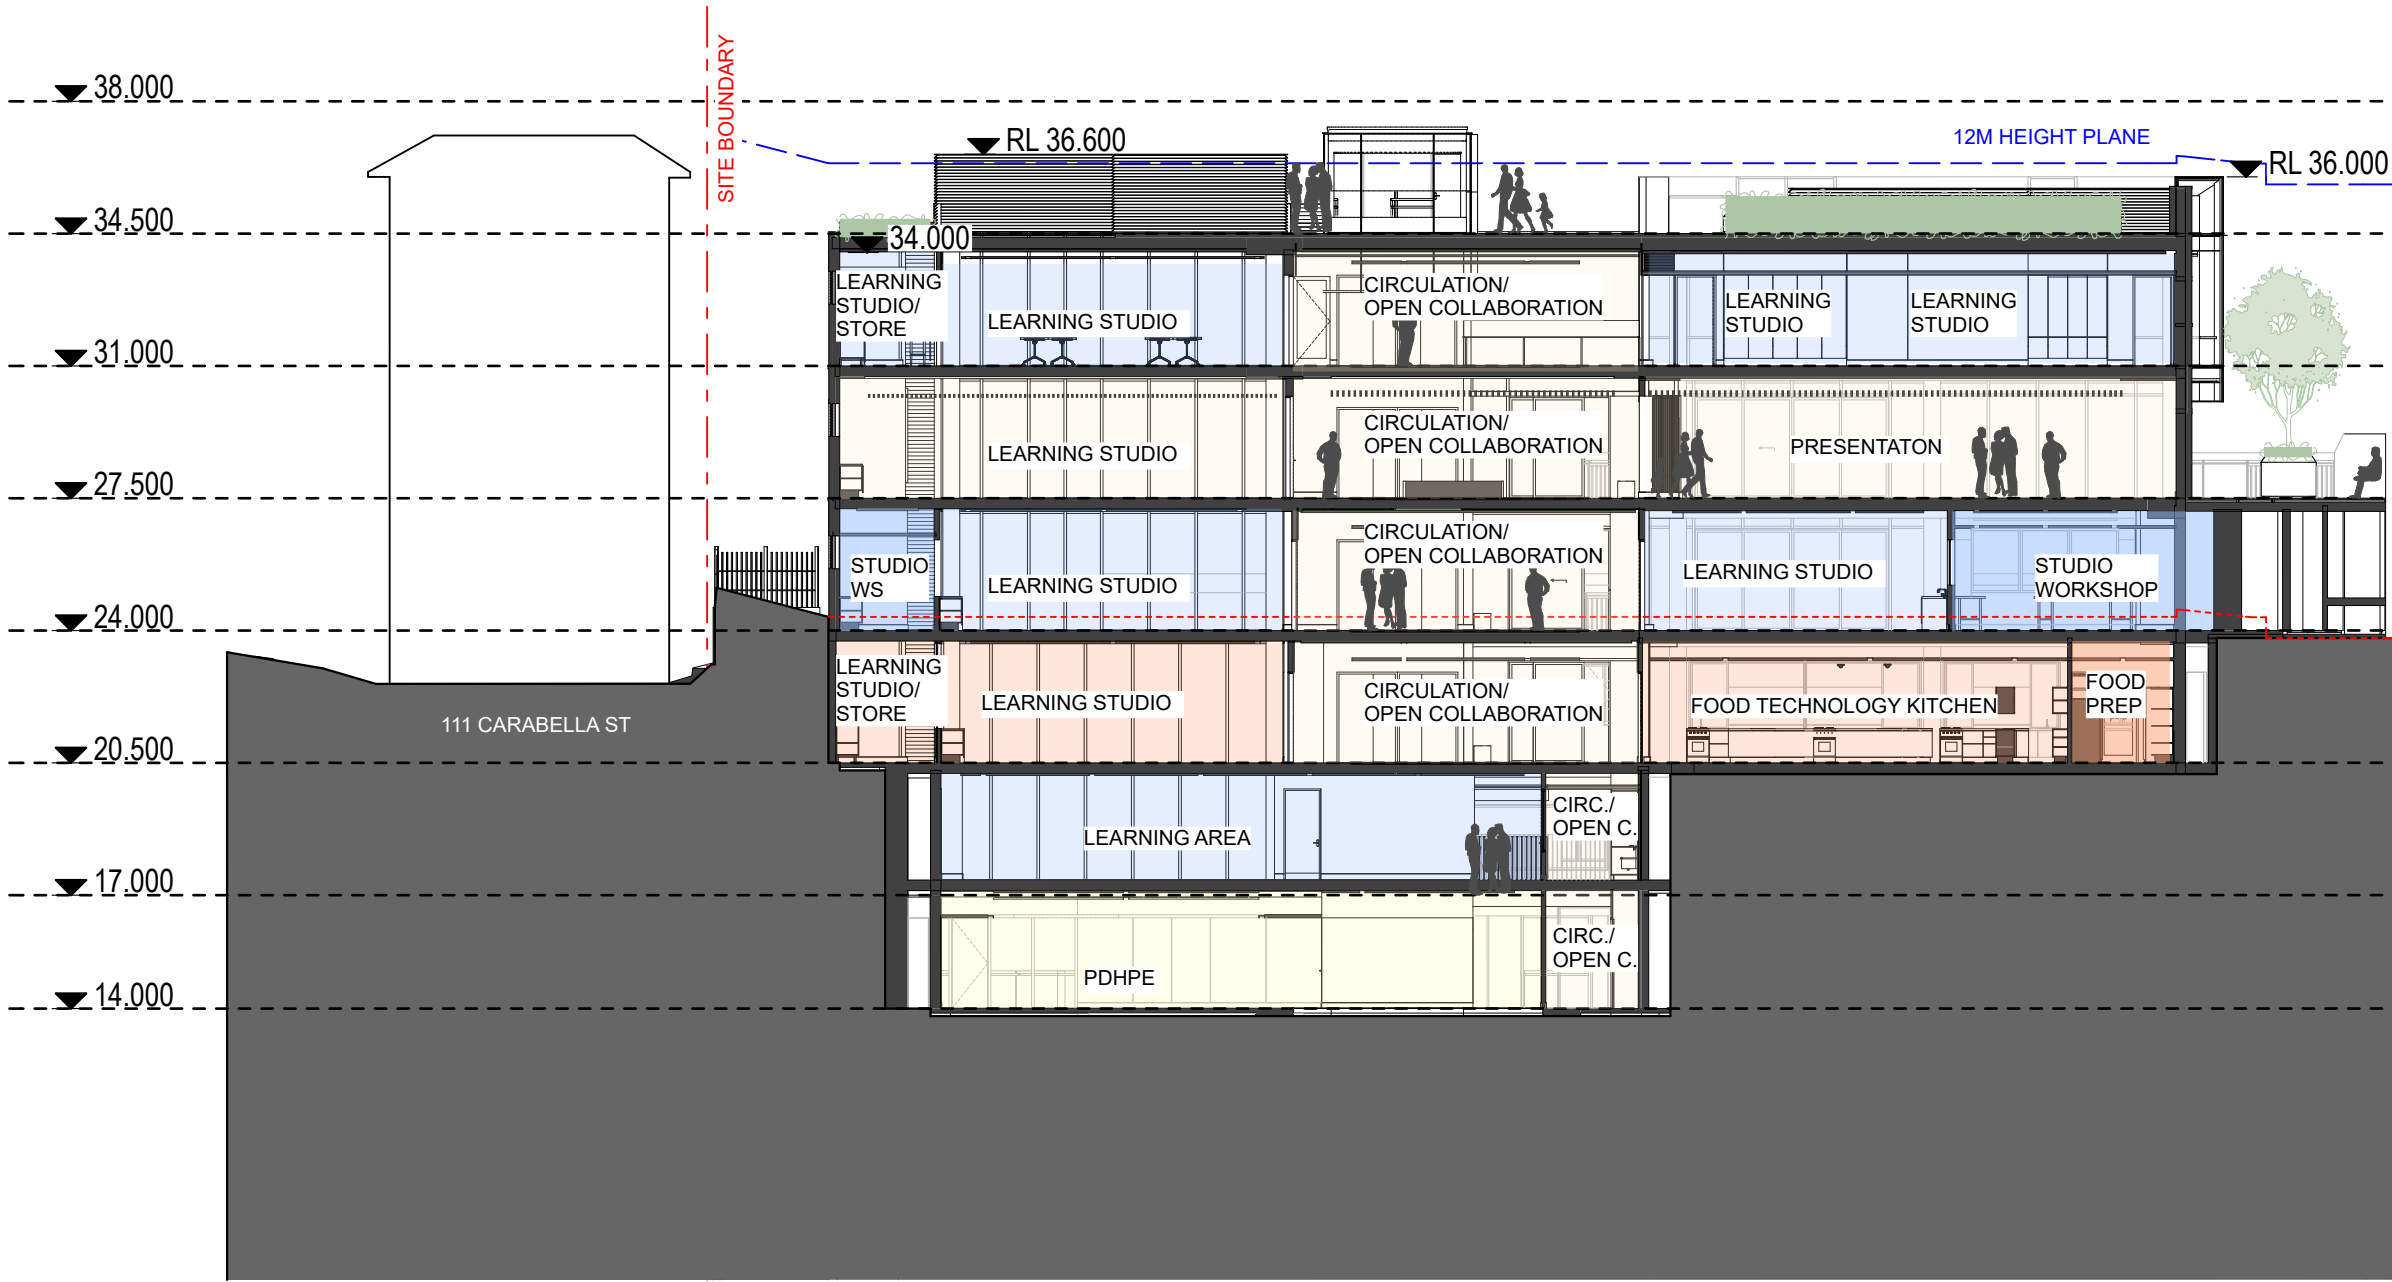 SITE BOUNDARY
38.000
RL 36.600
12M HEIGHT PLANE
RL 36.000
34.500
34.000
LEARNING
STUDIO/
STORE
LEARNING STUDIO
CIRCULATION/
OPEN COLLABORATION
LEARNING
STUDIO
LEARNING
STUDIO
31.000
LEARNING STUDIO
CIRCULATION/
OPEN COLLABORATION
PRESENTATON
27.500
STUDIO
WS
LEARNING STUDIO
CIRCULATION/
OPEN COLLABORATION
LEARNING STUDIO
STUDIO
WORKSHOP
24.000
LEARNING
STUDIO/
STORE
LEARNING STUDIO
CIRCULATION/
OPEN COLLABORATION
FOOD TECHNOLOGY KITCHEN
FOOD
PREP
111 CARABELLA ST
20.500
LEARNING AREA
CIRC./
OPEN C.
17.000
PDHPE
CIRC./
OPEN C.
14.000